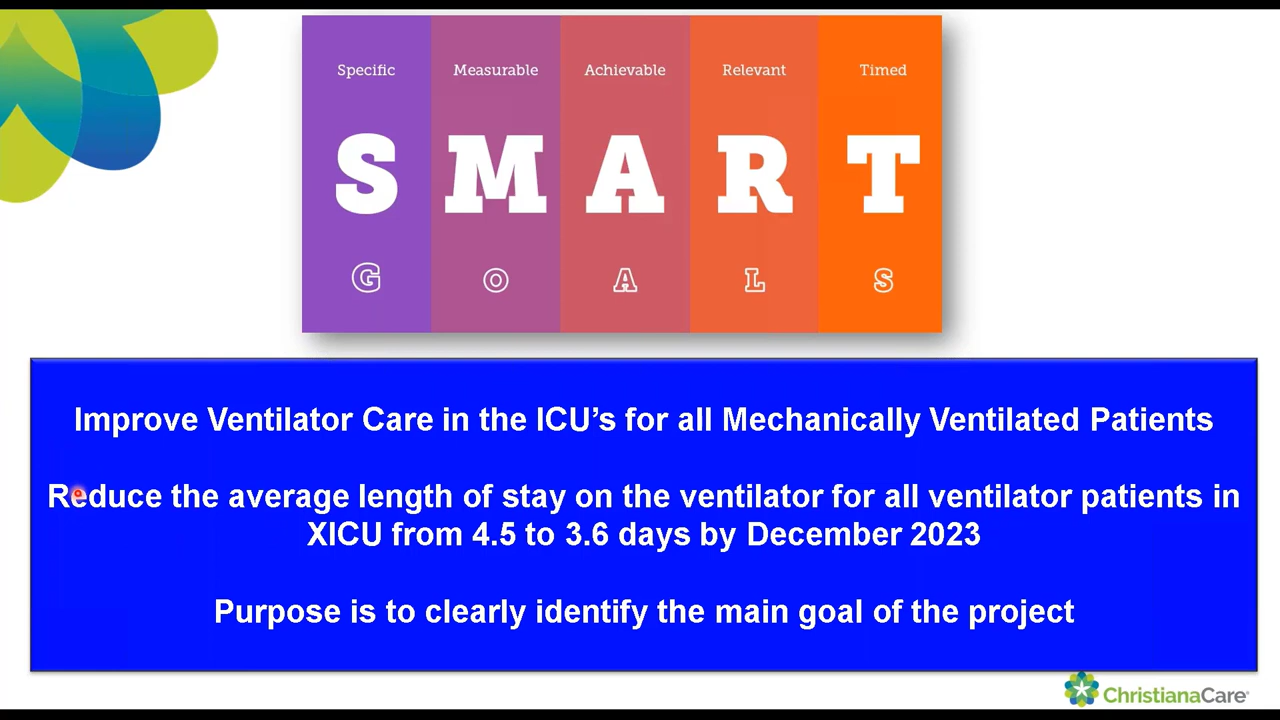 Specific Measurable Achievable Relevant Timed
S M A R T
G O A L S
Improve Ventilator Care in the ICU’s for all Mechanically Ventilated Patients
Reduce the average length of stay on the ventilator for all ventilator patients in
XICU from 4.5 to 3.6 days by December 2023
Purpose is to clearly identify the main goal of the project
ChristianaCare®